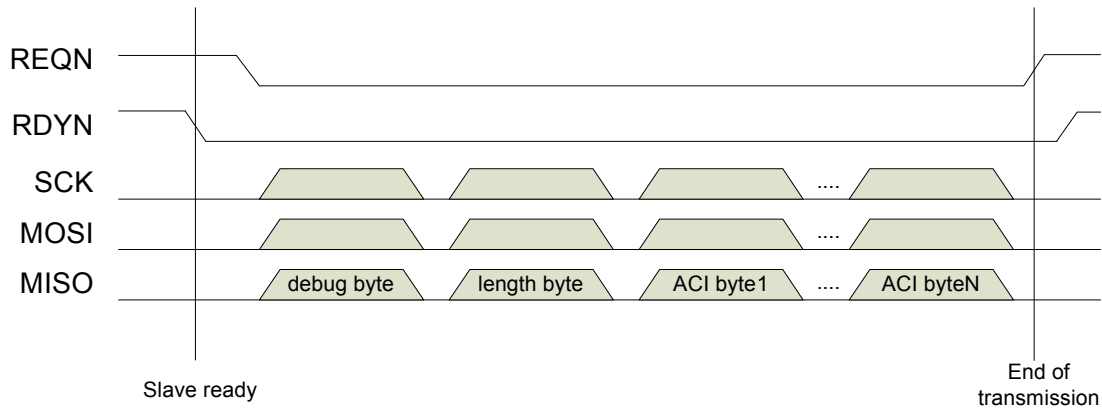 REQN
RDYN
SCK
....
MOSI
....
MISO
debug byte
length byte
ACI byte1
....
ACI byteN
Slave ready
End of
transmission